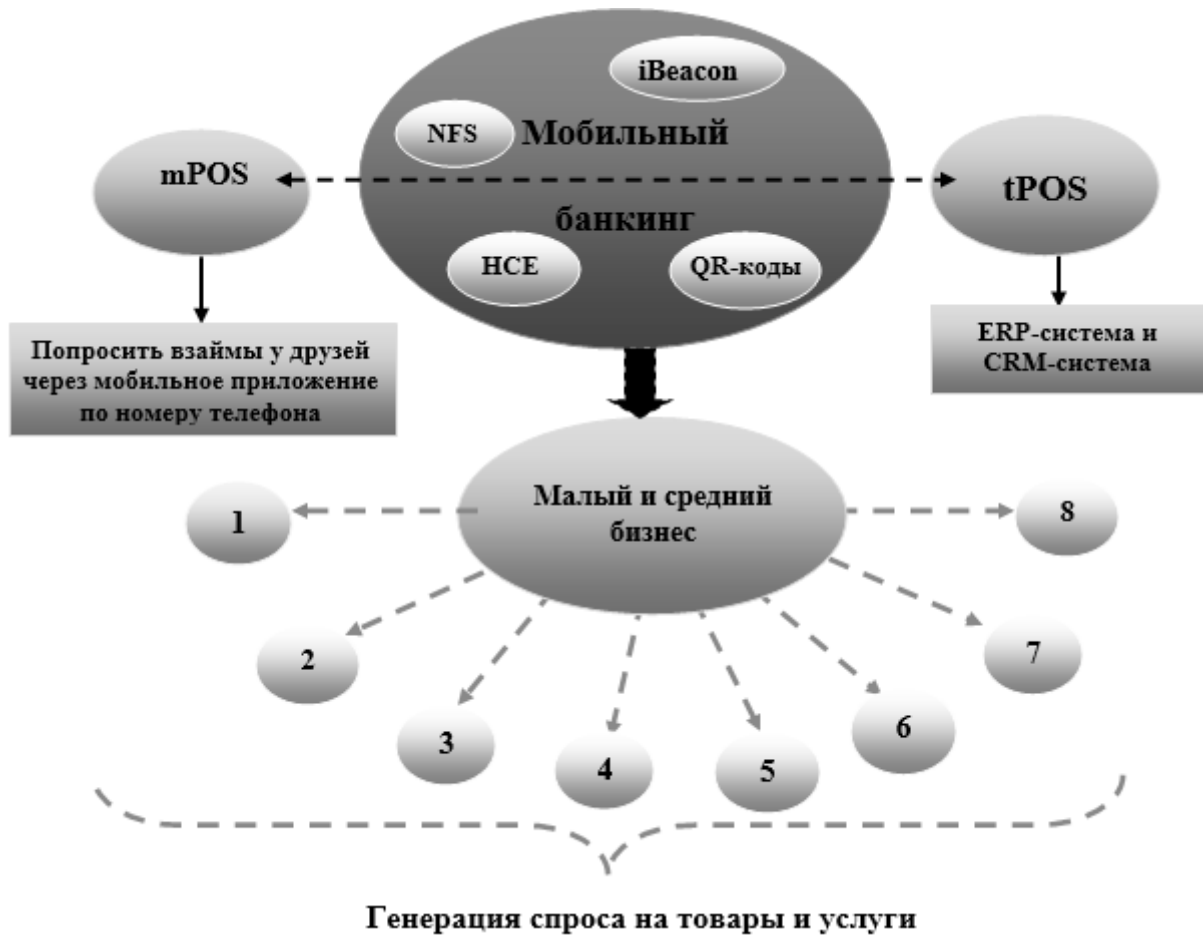 iBeacon
NFS
Мобильный
mPOS
tPOS
банкинг
HCE
QR-коды
Попросить взаймы у друзей
через мобильное приложение
по номеру телефона
ERP-система и
CRM-система
Малый и средний
бизнес
1
8
2
7
3
6
4
5
Генерация спроса на товары и услуги